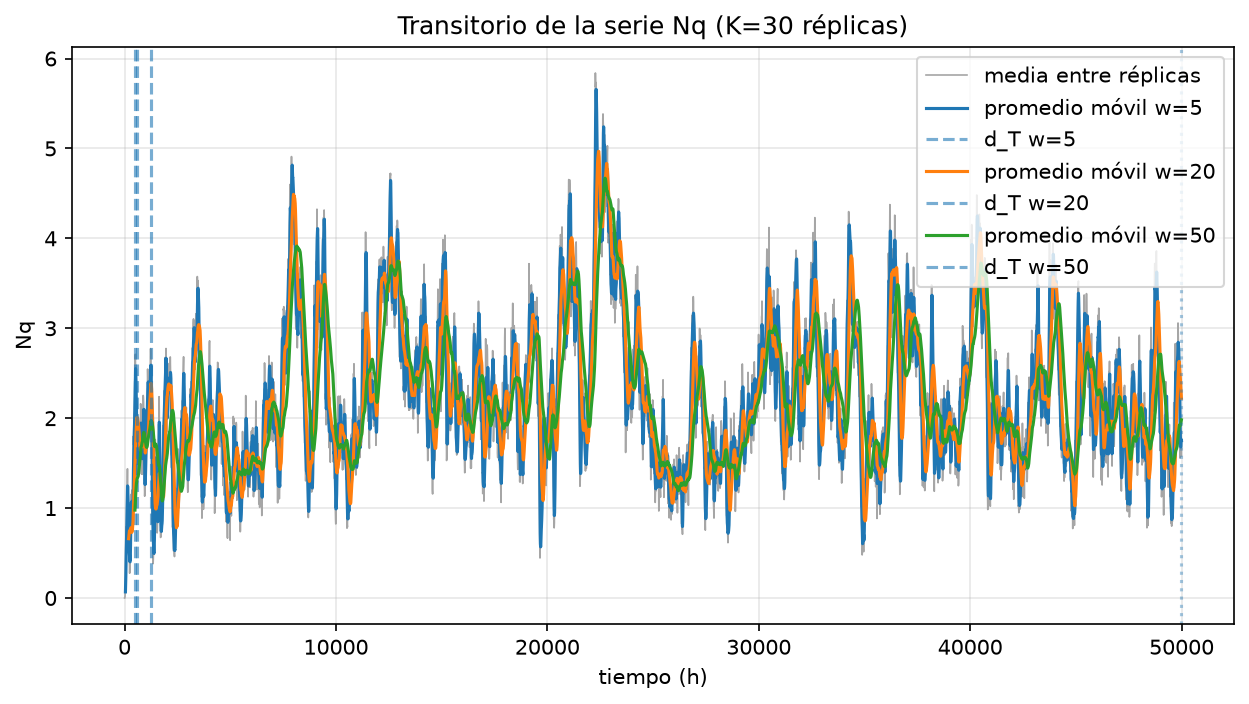 Transitorio de la serie Nq (K=30 réplicas)
6
5
4
3
2
1
0
Nq
media entre réplicas
promedio móvil w=5
d_T w=5
promedio móvil w=20
d_T w=20
promedio móvil w=50
d_T w=50
0
10000
20000
30000
40000
50000
tiempo (h)